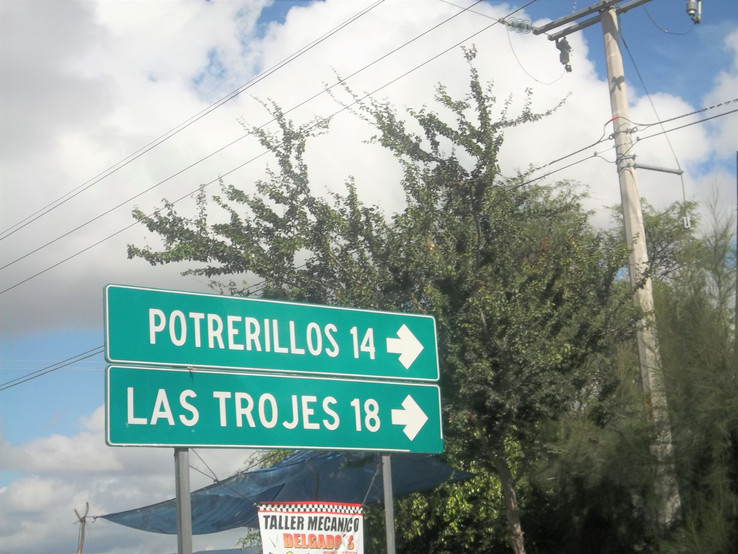 POTRERILLOS 14
LAS TROJES 18
TALLER MECANICO
DELGADO'S